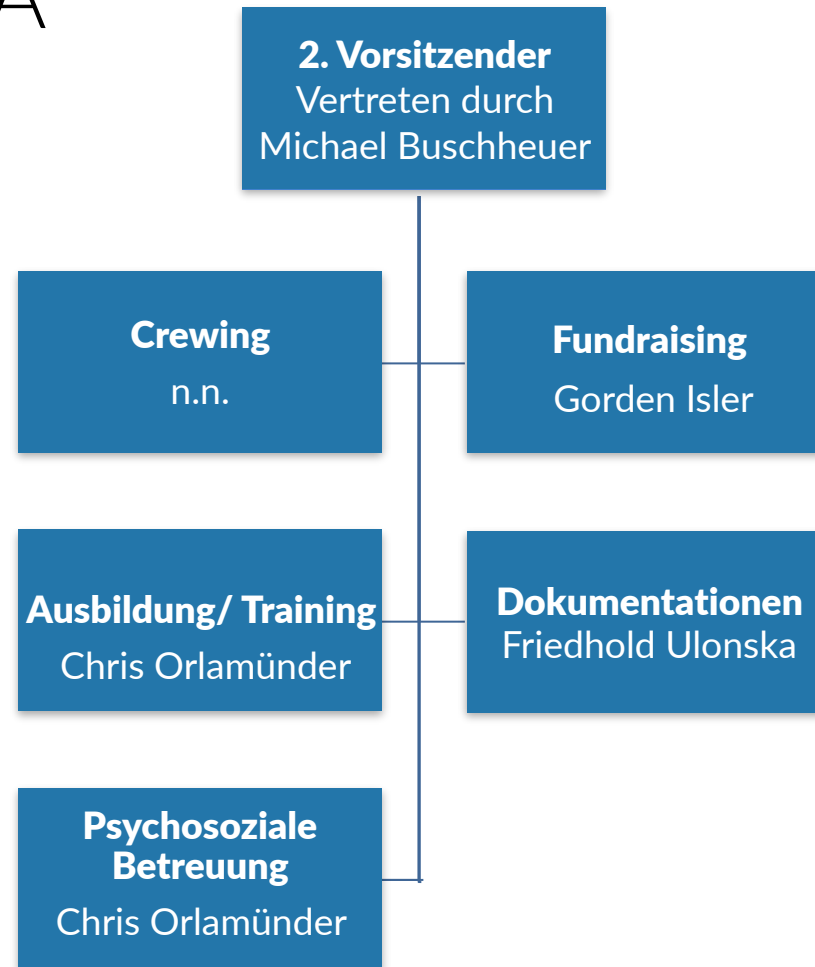 A
2. Vorsitzender
Vertreten durch
Michael Buschheuer
Crewing
n.n.
Fundraising
Gorden Isler
Ausbildung/ Training
Chris Orlamünder
Dokumentationen
Friedhold Ulonska
Psychosoziale
Betreuung
Chris Orlamünder